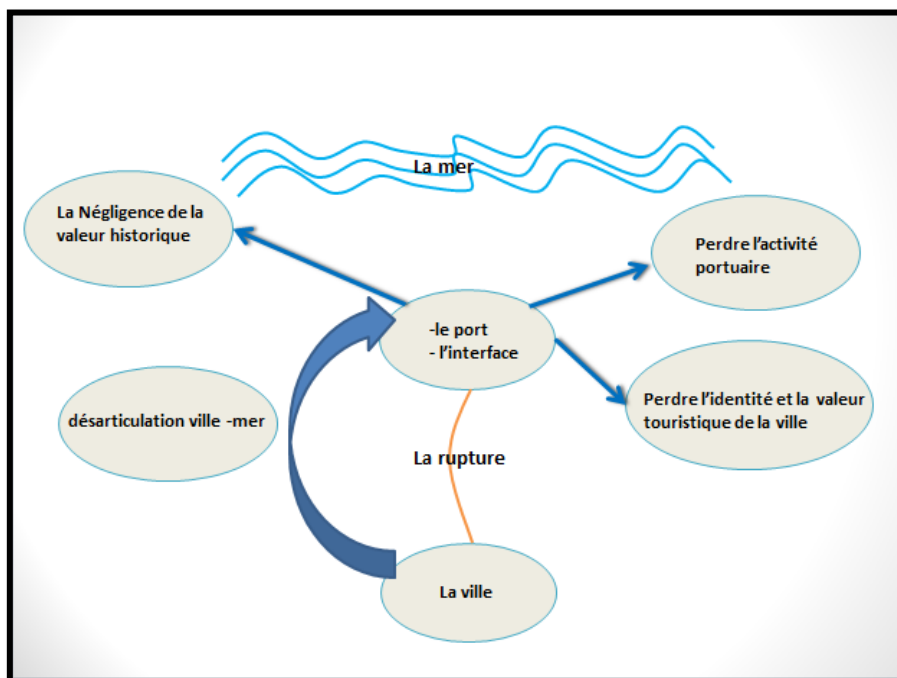 La mer
La Négligence de la
valeur historique
Perdre l'activité
portuaire
-le port
- l'interface
Perdre l'identité et la valeur
touristique de la ville
désarticulation ville -mer
La rupture
La ville